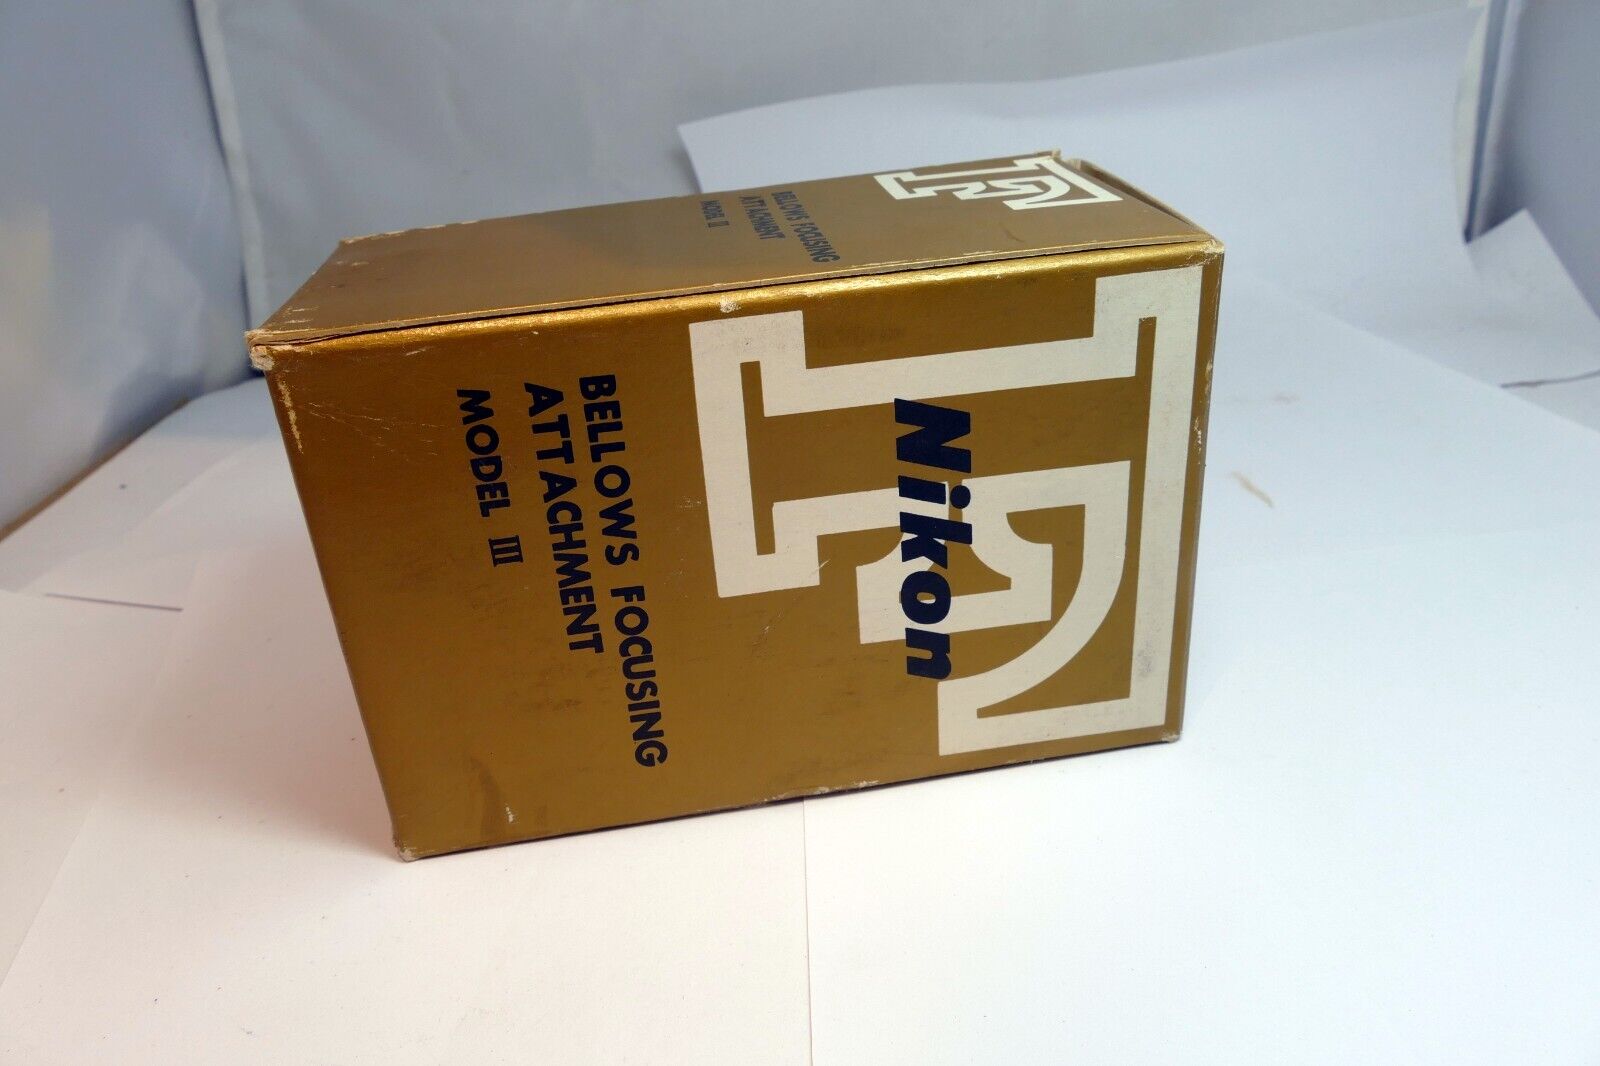 F
BELLOWS FOCUSING
ATTACHMENT
MODEL II
F
Nikon
BELLOWS FOCUSING
ATTACHMENT
MODEL III